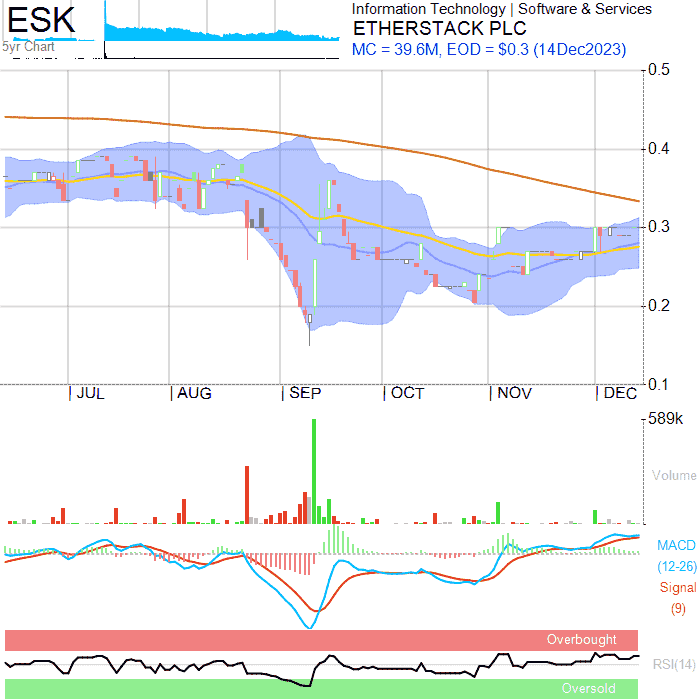 ESK
5yr Chart
Information Technology | Software & Services
ETHERSTACK PLC
MC = 39.6M, EOD = $0.3 (14Dec2023)
0.5
0.4
0.3
0.2
0.1
| JUL | AUG | SEP | OCT | NOV | DEC
589k
Volume
MACD
(12-26)
Signal
(9)
Overbought
RSI(14)
Oversold